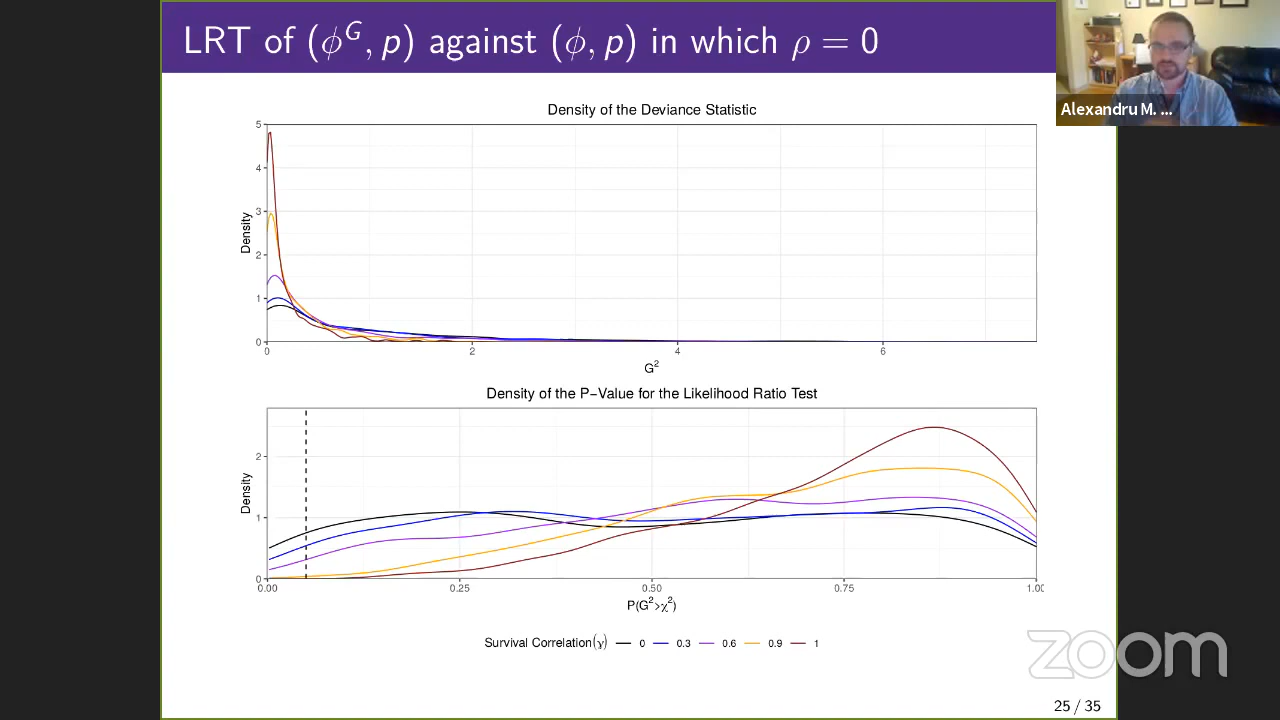 LRT of (ϕᴳ, p) against (ϕ, p) in which ρ = 0
Alexandru M. ...
Density of the Deviance Statistic
Density
5
4
3
2
1
0
0 2 4 6
G²
Density of the P−Value for the Likelihood Ratio Test
Density
2
1
0
0.00 0.25 0.50 0.75 1.00
P(G²>χ²)
Survival Correlation(γ) 0 0.3 0.6 0.9 1
zoom
25 / 35